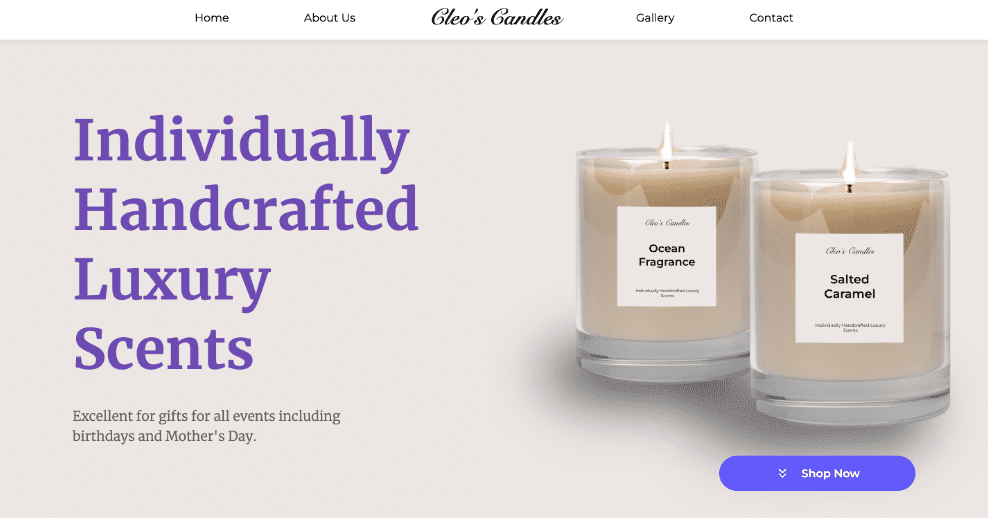 Home
About Us
Cleo's Candles
Gallery
Contact
Individually
Handcrafted
Luxury
Scents
Excellent for gifts for all events including
birthdays and Mother's Day.
Cleo's Candles
Ocean
Fragrance
Individually Handcrafted Luxury
Scents
Cleo's Candles
Salted
Caramel
Individually Handcrafted Luxury
Scents
Shop Now